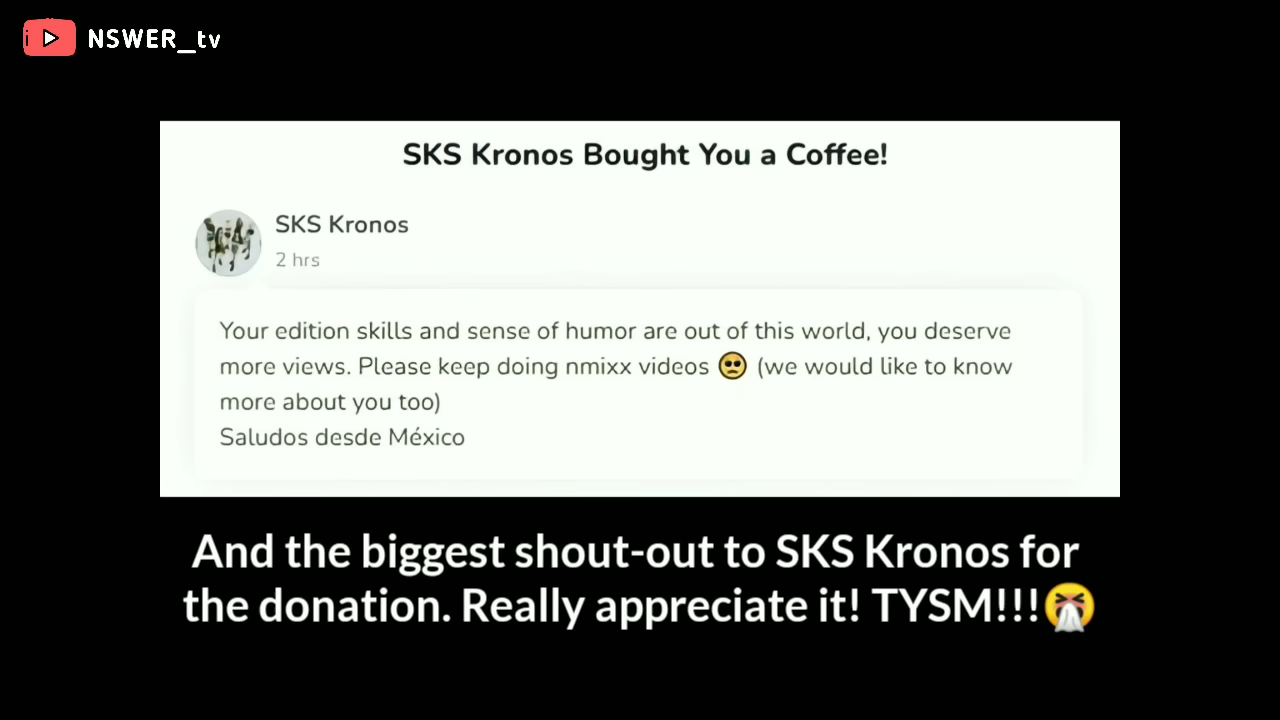 NSWER_tv
SKS Kronos Bought You a Coffee!
SKS Kronos
2 hrs
Your edition skills and sense of humor are out of this world, you deserve
more views. Please keep doing nmixx videos 🥺 (we would like to know
more about you too)
Saludos desde México
And the biggest shout-out to SKS Kronos for
the donation. Really appreciate it! TYSM!!!🤧